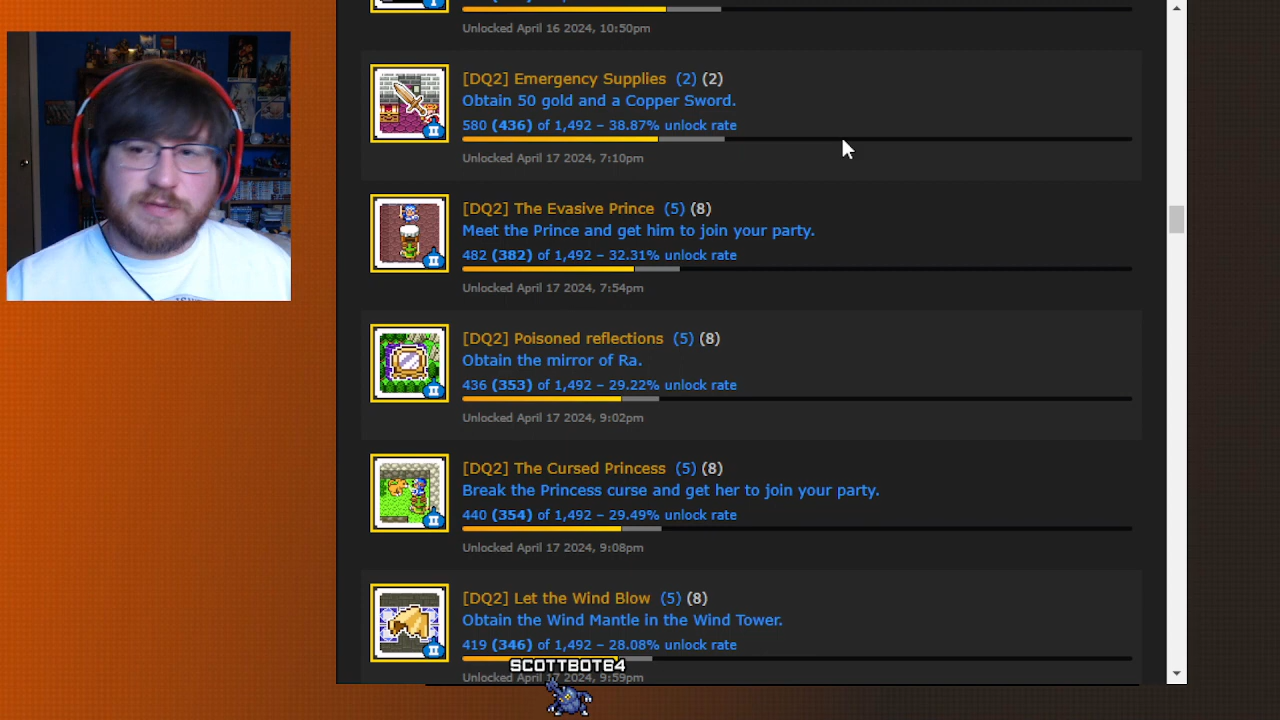 Unlocked April 16 2024, 10:50pm
[DQ2] Emergency Supplies (2) (2)
Obtain 50 gold and a Copper Sword.
580 (436) of 1,492 – 38.87% unlock rate
Unlocked April 17 2024, 7:10pm
[DQ2] The Evasive Prince (5) (8)
Meet the Prince and get him to join your party.
482 (382) of 1,492 – 32.31% unlock rate
Unlocked April 17 2024, 7:54pm
[DQ2] Poisoned reflections (5) (8)
Obtain the mirror of Ra.
436 (353) of 1,492 – 29.22% unlock rate
Unlocked April 17 2024, 9:02pm
[DQ2] The Cursed Princess (5) (8)
Break the Princess curse and get her to join your party.
440 (354) of 1,492 – 29.49% unlock rate
Unlocked April 17 2024, 9:08pm
[DQ2] Let the Wind Blow (5) (8)
Obtain the Wind Mantle in the Wind Tower.
419 (346) of 1,492 – 28.08% unlock rate
SCOTTBOT64
Unlocked April 17 2024, 9:59pm